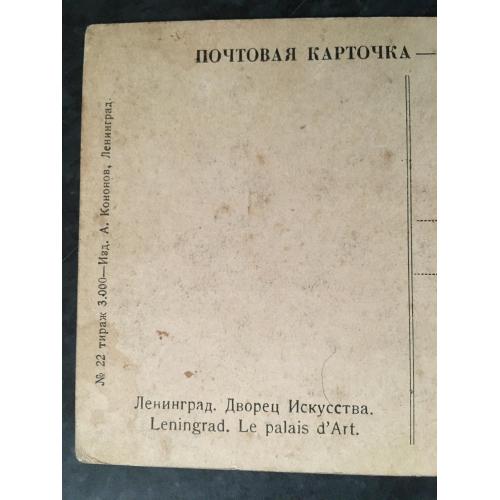 ПОЧТОВАЯ КАРТОЧКА —
№ 22 тираж 3.000—Изд. А. Кононов, Ленинград.
Ленинград. Дворец Искусства.
Leningrad. Le palais d'Art.